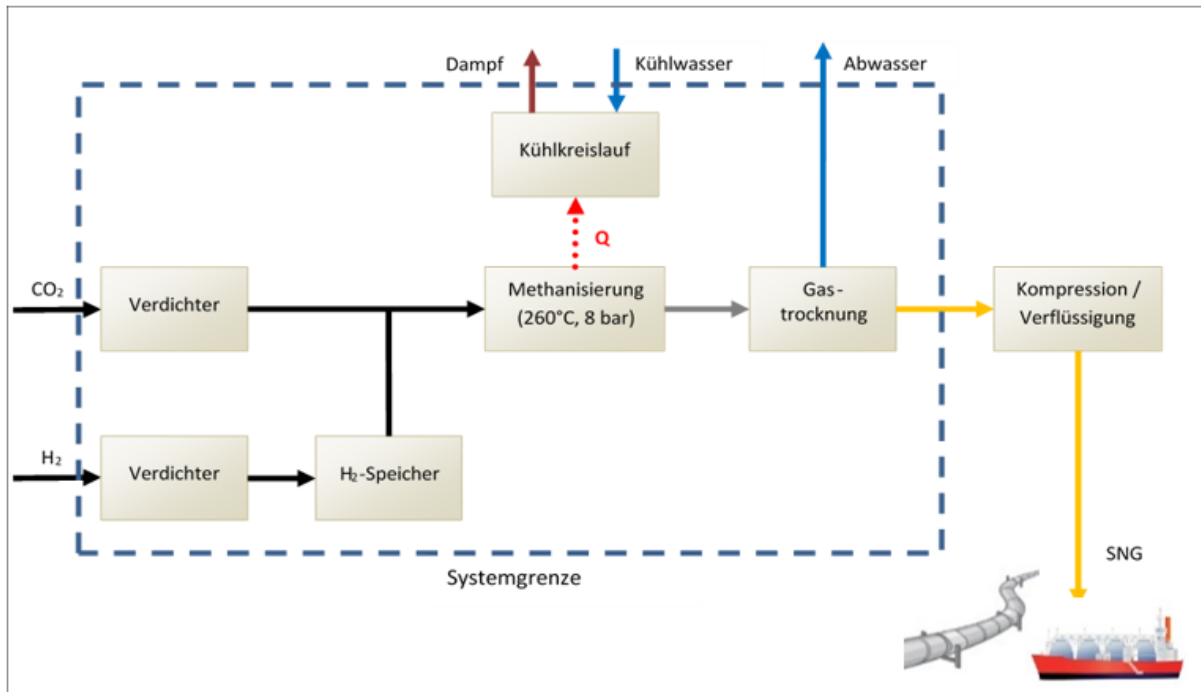 Dampf
Kühlwasser
Abwasser
Kühlkreislauf
Q
CO₂
Verdichter
Methanisierung
(260°C, 8 bar)
Gas-
trocknung
Kompression /
Verflüssigung
H₂
Verdichter
H₂-Speicher
SNG
Systemgrenze